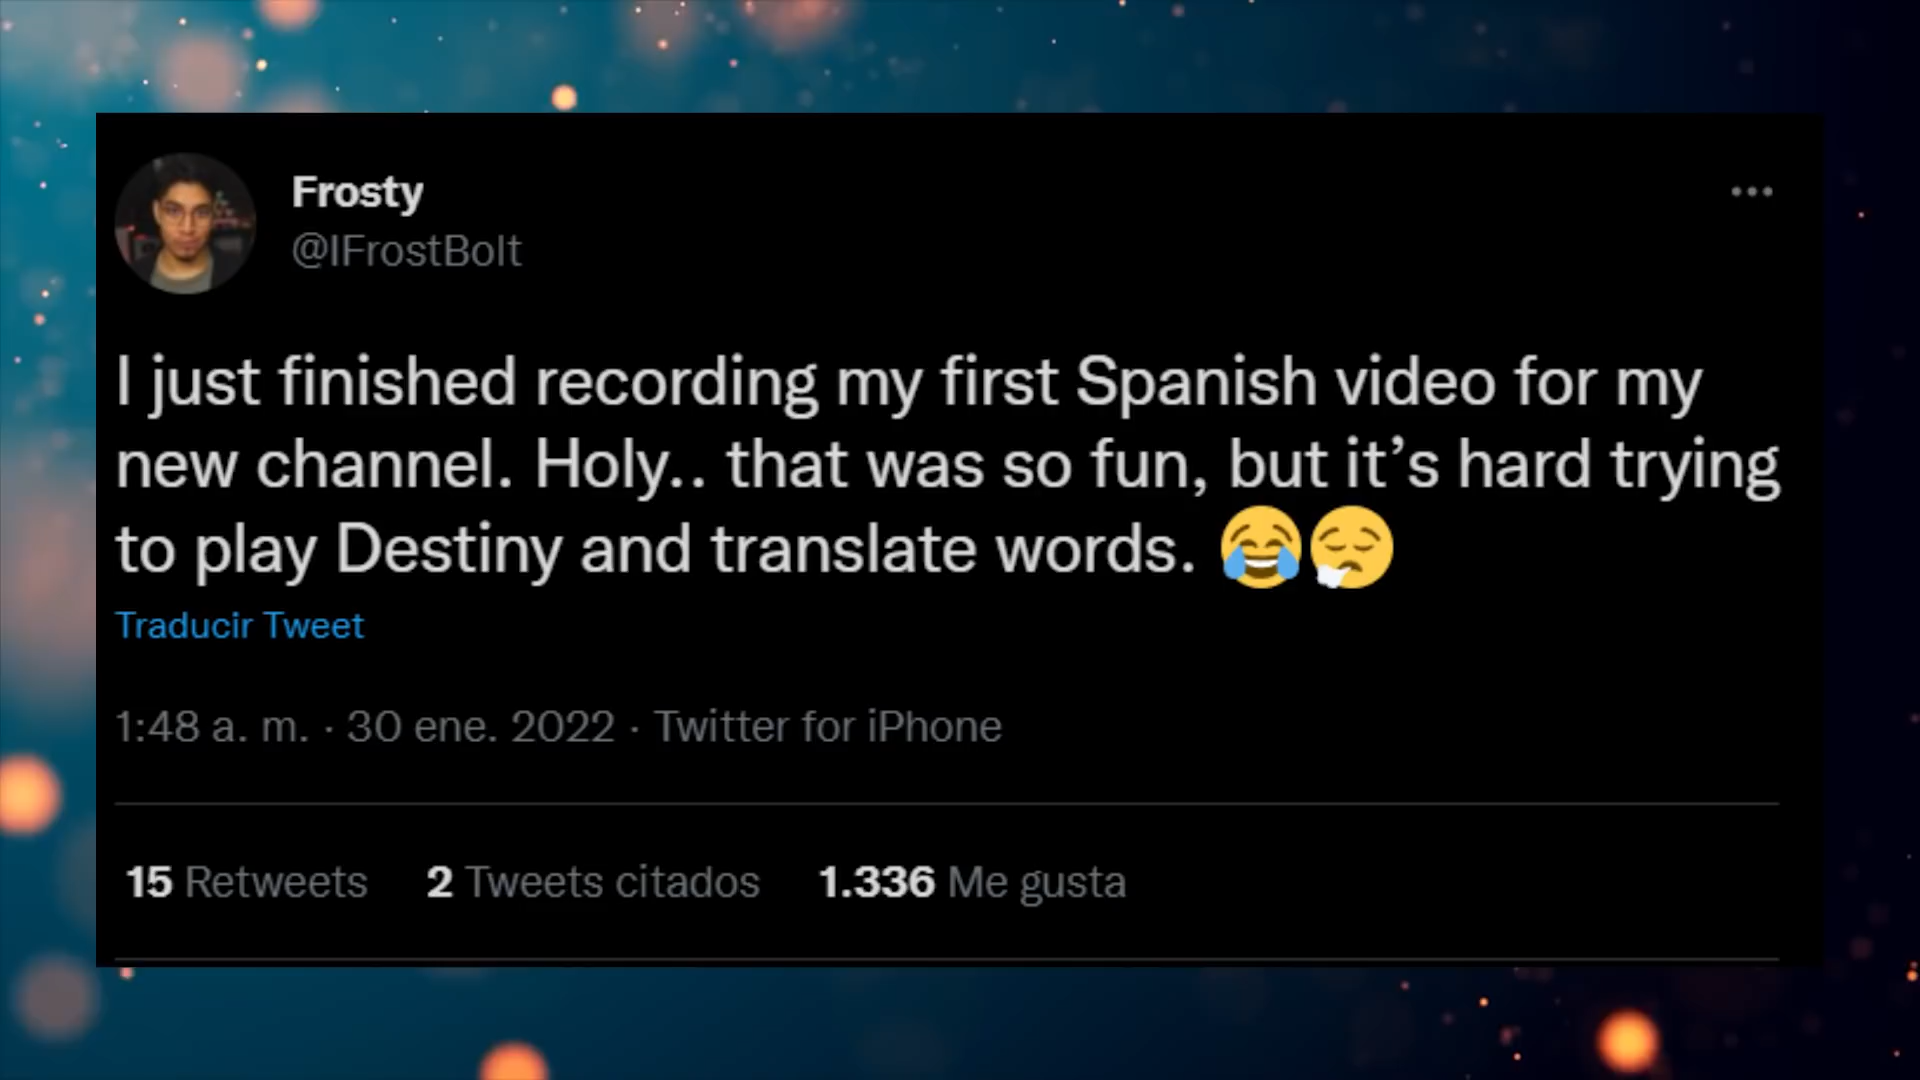 Frosty
@IFrostBolt
I just finished recording my first Spanish video for my
new channel. Holy.. that was so fun, but it’s hard trying
to play Destiny and translate words. 😂😮‍💨
Traducir Tweet
1:48 a. m. · 30 ene. 2022 · Twitter for iPhone
15 Retweets 2 Tweets citados 1.336 Me gusta